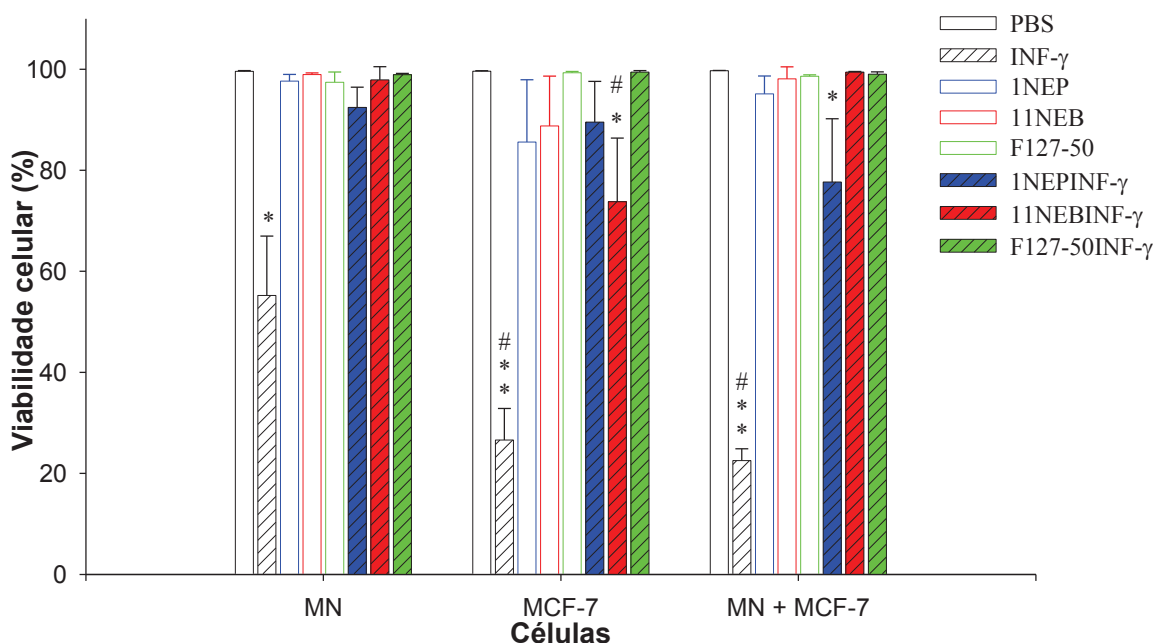 Viabilidade celular (%)
100
80
60
40
20
0
*
#
*
*
#
*
#
*
*
*
MN
MCF-7
MN + MCF-7
Células
PBS
INF-γ
1NEP
11NEB
F127-50
1NEPINF-γ
11NEBINF-γ
F127-50INF-γ